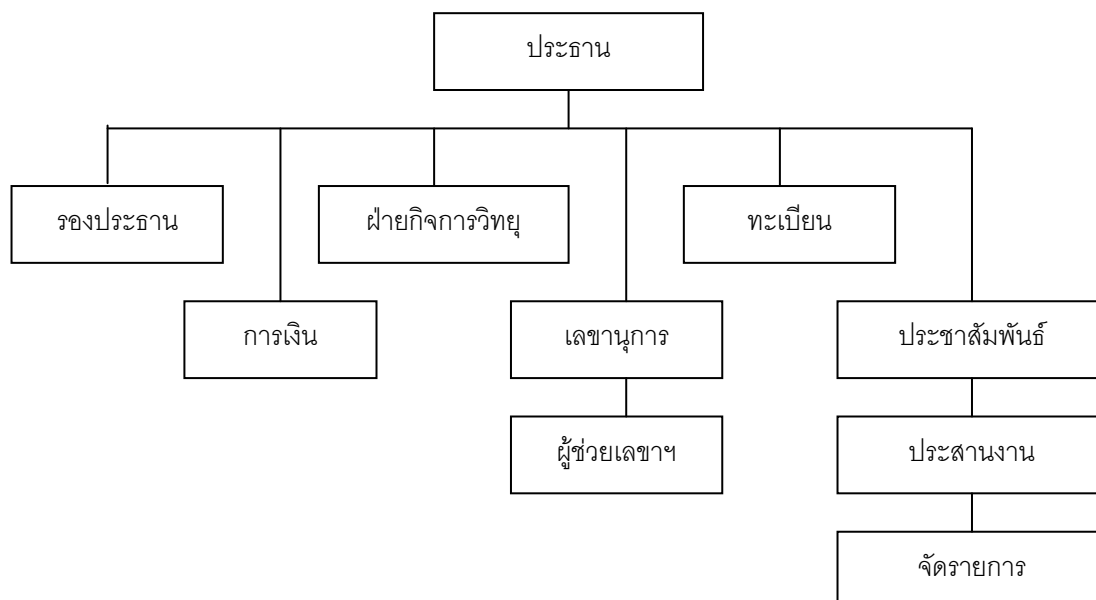 ประธาน
รองประธาน
ฝ่ายกิจการวิทยุ
ทะเบียน
การเงิน
เลขานุการ
ประชาสัมพันธ์
ผู้ช่วยเลขาฯ
ประสานงาน
จัดรายการ